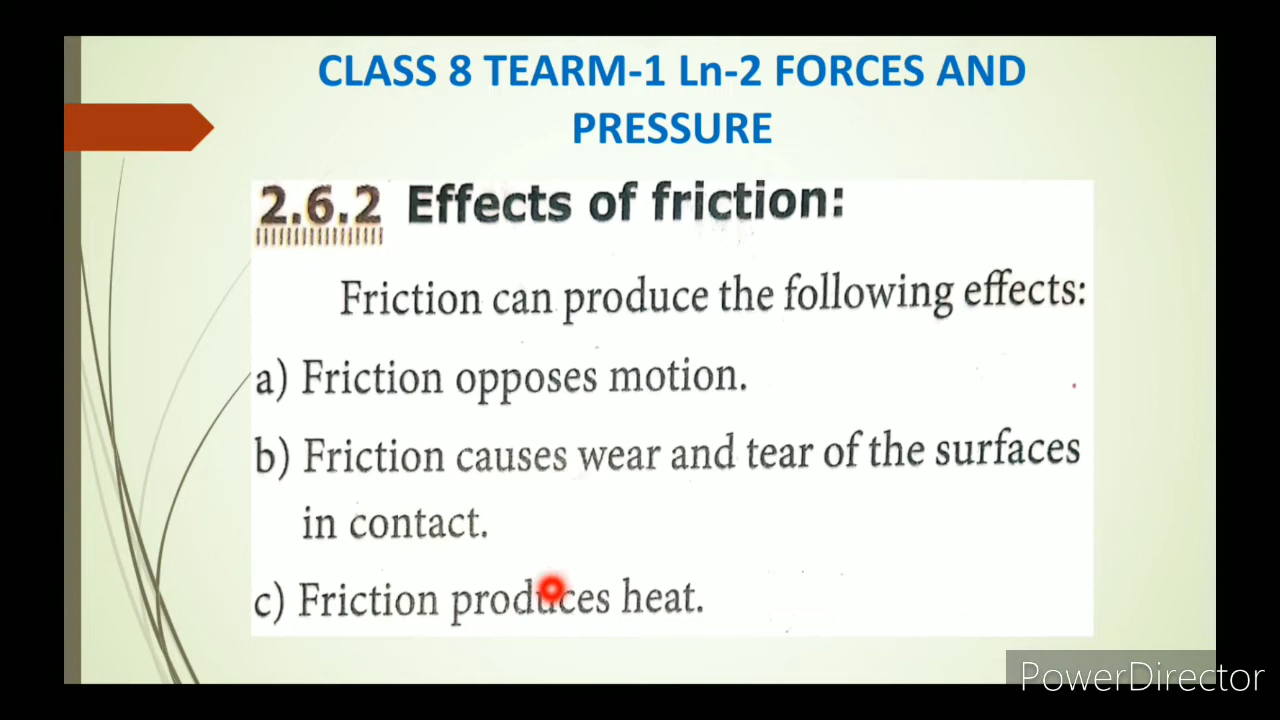 CLASS 8 TEARM-1 Ln-2 FORCES AND
PRESSURE
2.6.2 Effects of friction:
Friction can produce the following effects:
a) Friction opposes motion.
b) Friction causes wear and tear of the surfaces
in contact.
c) Friction produces heat.
PowerDirector